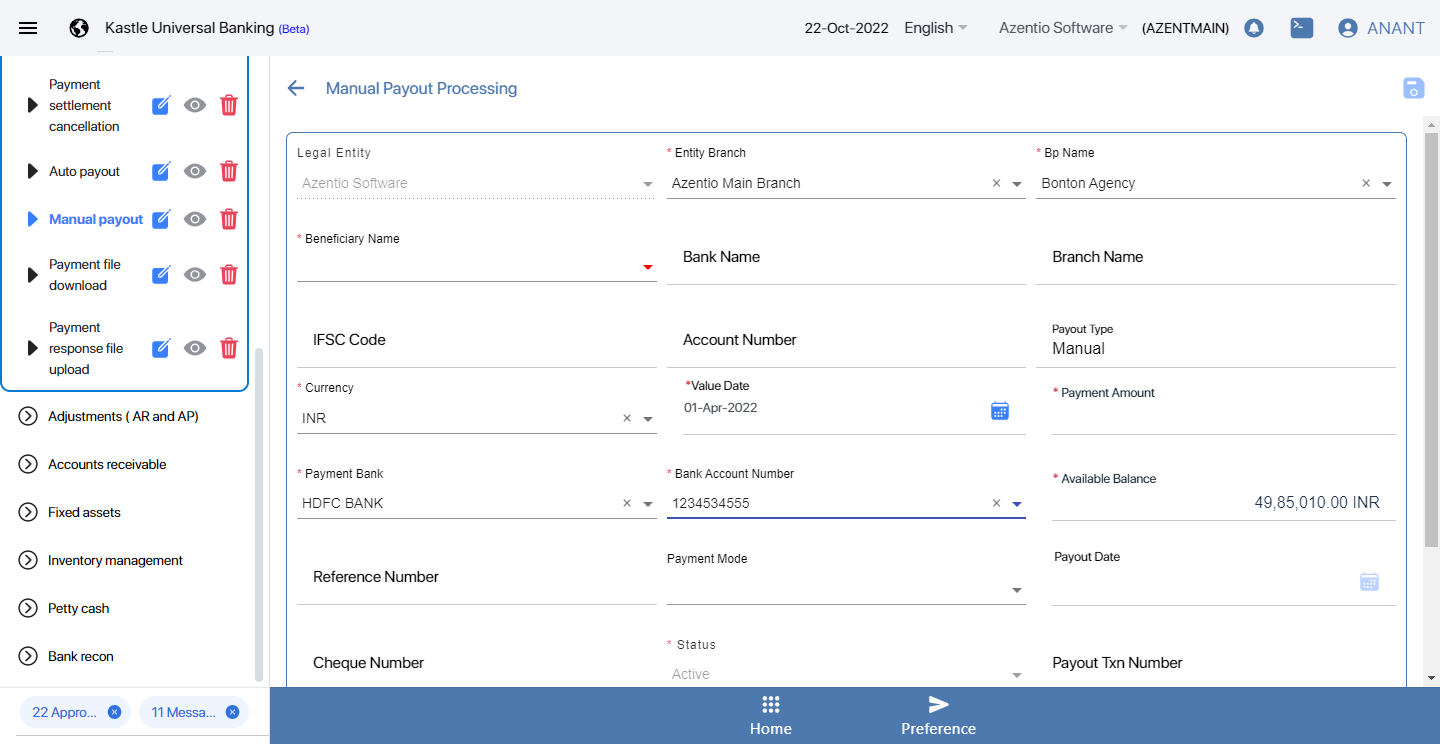 Kastle Universal Banking (Beta)
22-Oct-2022
English
Azentio Software
(AZENTMAIN)
ANANT
Payment
settlement
cancellation
Auto payout
Manual payout
Payment file
download
Payment
response file
upload
Adjustments ( AR and AP)
Accounts receivable
Fixed assets
Inventory management
Petty cash
Bank recon
22 Appro...
11 Messa...
Manual Payout Processing
Legal Entity
Azentio Software
* Entity Branch
Azentio Main Branch
* Bp Name
Bonton Agency
* Beneficiary Name
Bank Name
Branch Name
IFSC Code
Account Number
Payout Type
Manual
* Currency
INR
*Value Date
01-Apr-2022
* Payment Amount
* Payment Bank
HDFC BANK
* Bank Account Number
1234534555
* Available Balance
49,85,010.00 INR
Reference Number
Payment Mode
Payout Date
Cheque Number
* Status
Active
Payout Txn Number
Home
Preference